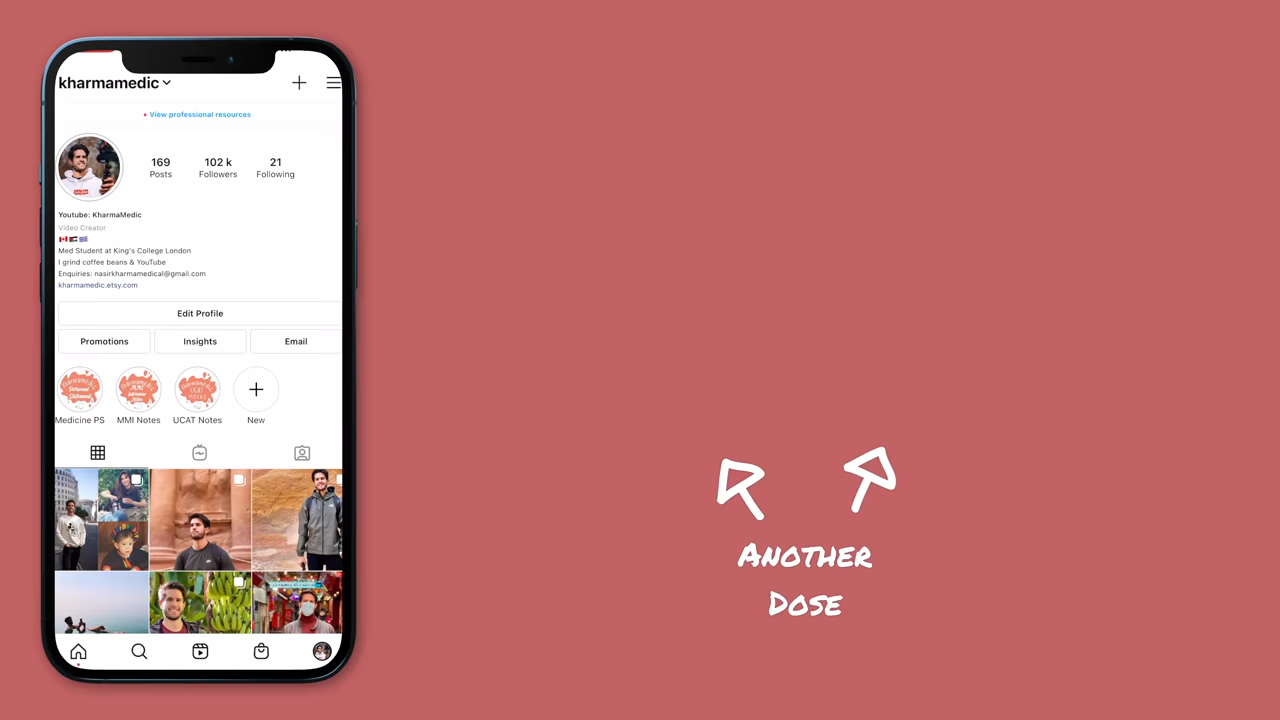 kharmamedic
View professional resources
169
Posts
102 k
Followers
21
Following
Youtube: KharmaMedic
Video Creator
Med Student at King's College London
I grind coffee beans & YouTube
Enquiries: nasirkharmamedical@gmail.com
kharmamedic.etsy.com
Edit Profile
Promotions
Insights
Email
Medicine PS
MMI Notes
UCAT Notes
New
Another
Dose